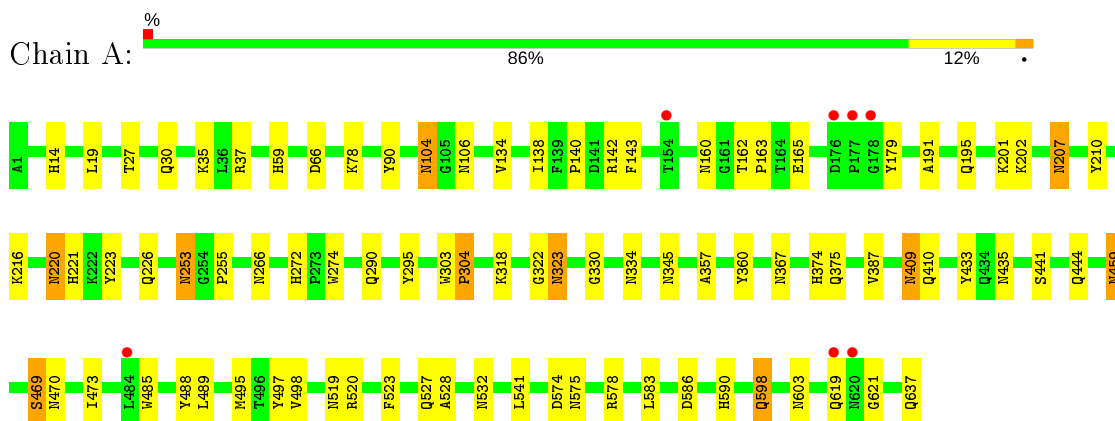 %
Chain A:
86% 12% •
A1 H14 L19 T27 Q30 K35 L36 R37 H59 D66 K78 Y90 N104 G105 N106 V134 I138 F139 P140 D141 R142 F143 T154 N160 G161 T162 P163 T164 E165 D176 P177 G178 Y179 A191 Q195 K201 K202 N207 Y210
K216 N220 H221 K222 Y223 Q226 N253 G254 P255 N266 H272 P273 W274 Q290 Y295 W303 P304 K318 G322 N323 G330 N334 N345 A357 Y360 N367 H374 Q375 V387 N409 Q410 Y433 Q434 N435 S441 Q444 N459
S469 N470 I473 L484 W485 Y488 L489 M495 T496 Y497 V498 N519 R520 F523 Q527 A528 N532 L541 D574 N575 R578 L583 D586 H590 Q598 N603 Q619 N620 G621 Q637